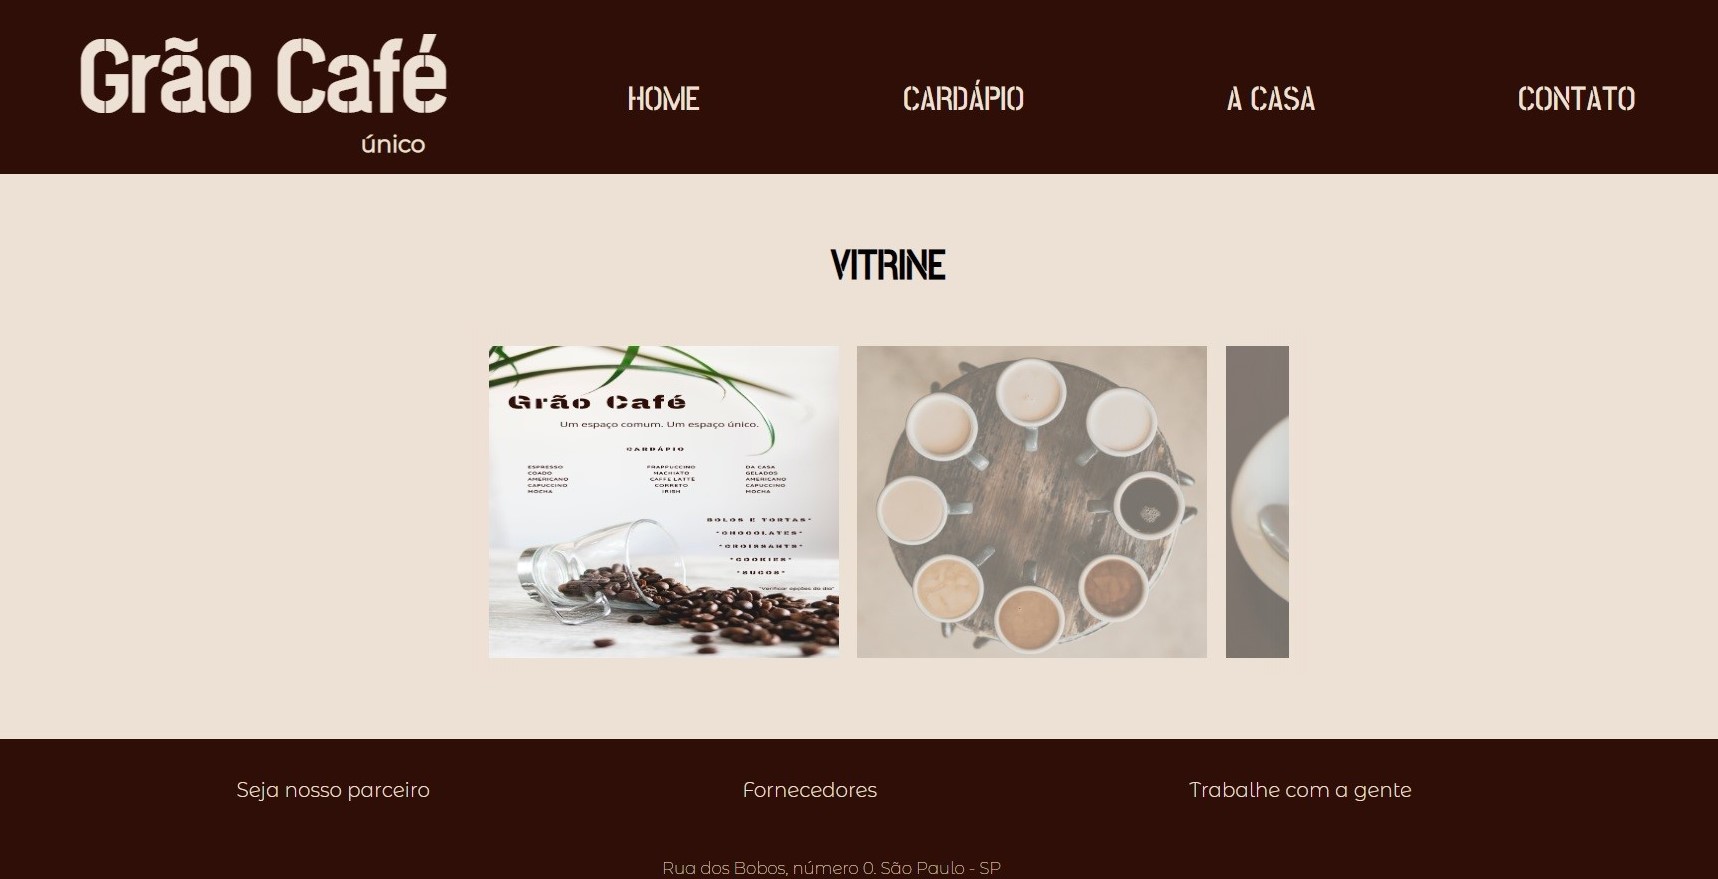 Grão Café
único
HOME
CARDÁPIO
A CASA
CONTATO
VITRINE
Grão Café
Um espaço comum. Um espaço único.
CARDÁPIO
ESPRESSO
COADO
AMERICANO
CAPUCCINO
MOCHA
FRAPPUCCINO
MACHIATO
CAFFE LATTE
CORRETO
IRISH
DA CASA
GELADOS
AMERICANO
CAPUCCINO
MOCHA
BOLOS E TORTAS*
*CHOCOLATES*
*CROISSANTS*
*COOKIES*
*SUCOS*
*Verificar opções do dia*
Seja nosso parceiro
Fornecedores
Trabalhe com a gente
Rua dos Bobos, número 0. São Paulo - SP